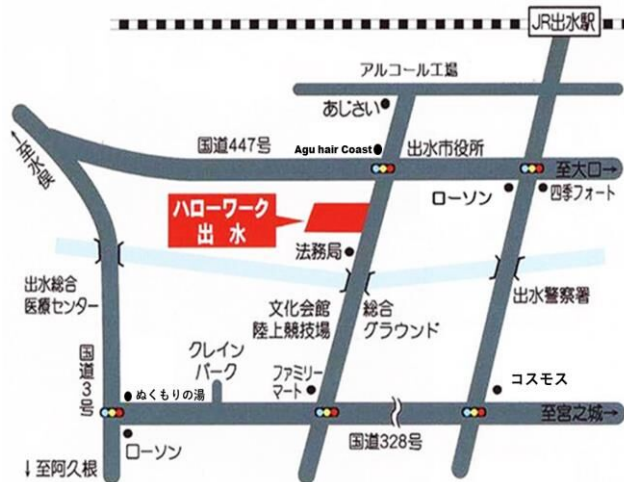 JR出水駅
アルコール工場
あじさい
国道447号
Agu hair Coast
出水市役所
至水俣
至大口→
ローソン
四季フォート
ハローワーク
出水
法務局
出水総合
医療センター
文化会館
陸上競技場
総合
グラウンド
出水警察署
国道3号
クレイン
パーク
ファミリー
マート
コスモス
ぬくもりの湯
至宮之城→
ローソン
国道328号
↓至阿久根